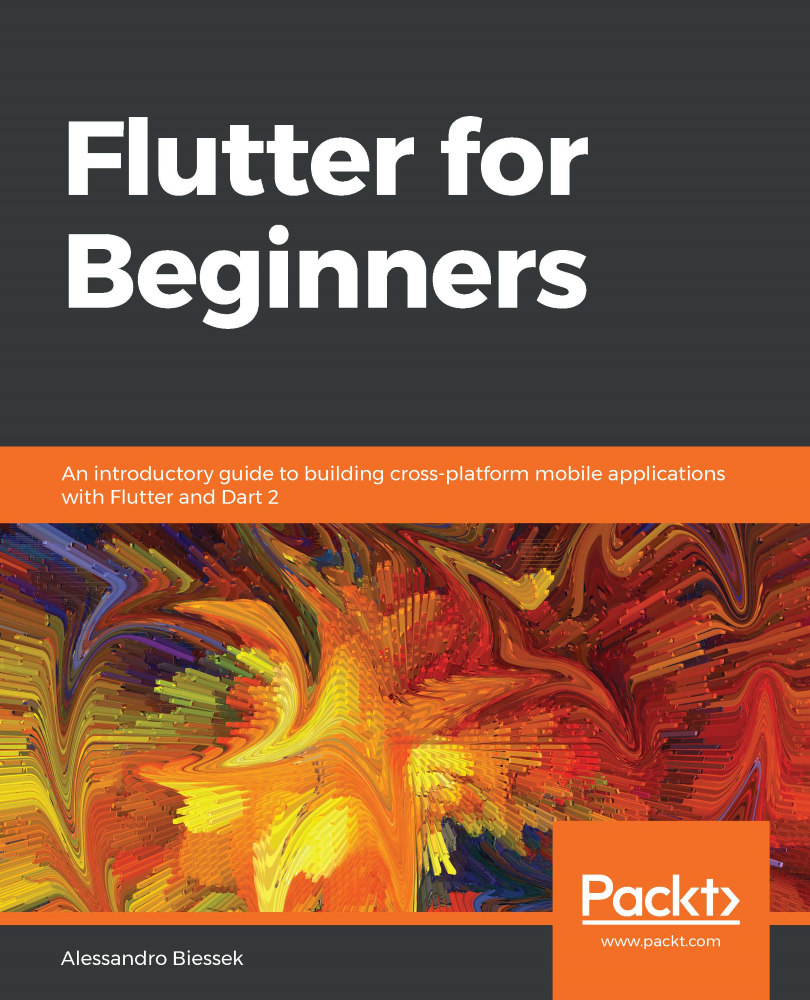 Flutter for
Beginners
An introductory guide to building cross-platform mobile applications
with Flutter and Dart 2
Packt>
www.packt.com
Alessandro Biessek